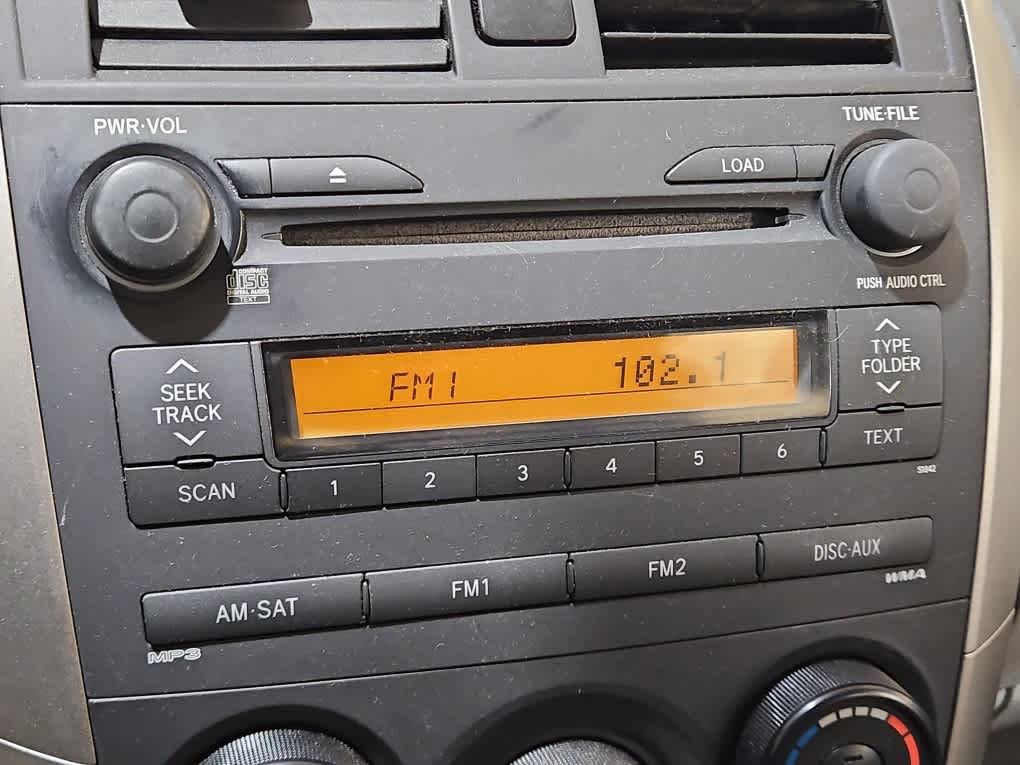 PWR·VOL
TUNE·FILE
LOAD
COMPACT
disc
DIGITAL AUDIO
TEXT
PUSH AUDIO CTRL
SEEK
TRACK
FM1
102.1
TYPE
FOLDER
TEXT
SCAN
1
2
3
4
5
6
51842
AM·SAT
FM1
FM2
DISC·AUX
MP3
WMA